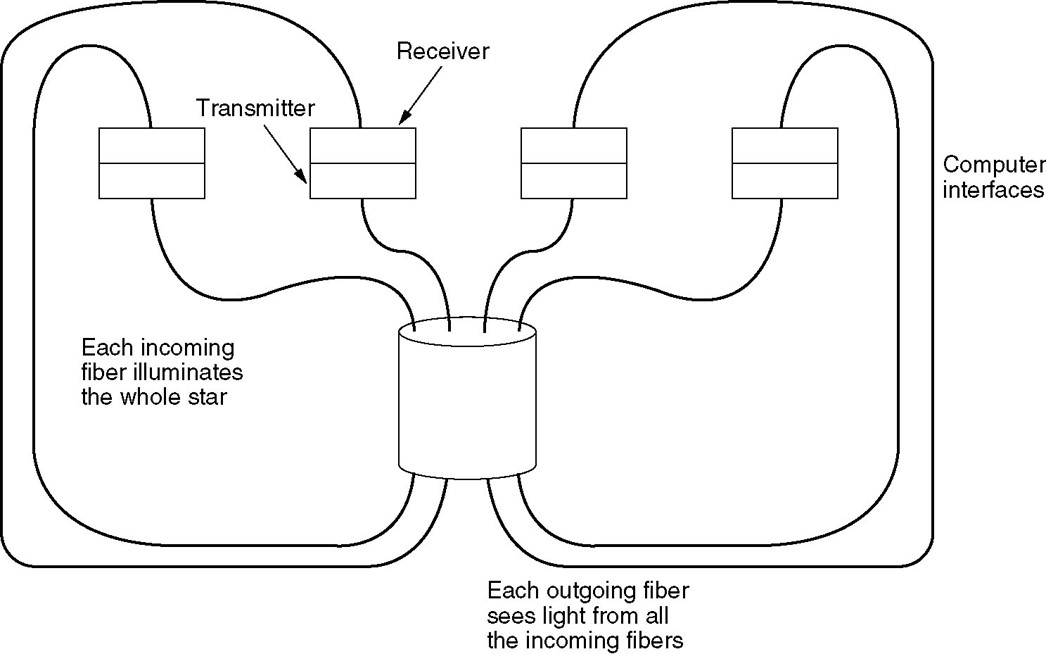 Receiver
Transmitter
Computer
interfaces
Each incoming
fiber illuminates
the whole star
Each outgoing fiber
sees light from all
the incoming fibers